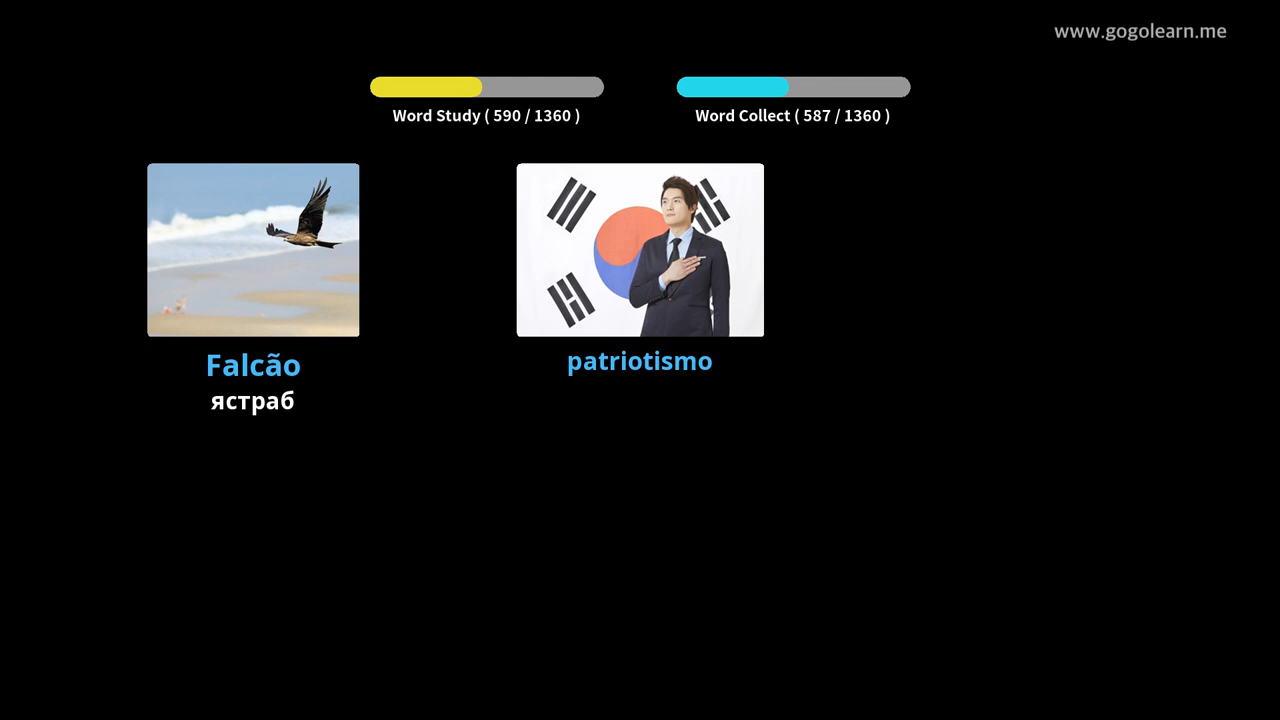 www.gogolearn.me
Word Study ( 590 / 1360 )
Word Collect ( 587 / 1360 )
Falcão
ястраб
patriotismo